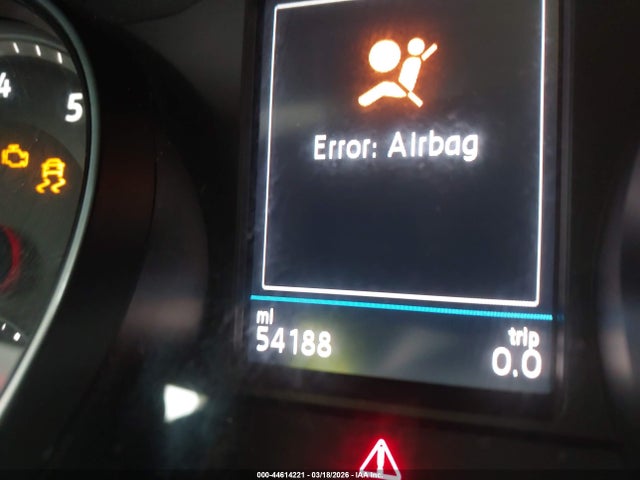 4
5
Error: Airbag
mi
54188
trip
0.0
000-44614221 - 03/18/2026 - IAA Inc.